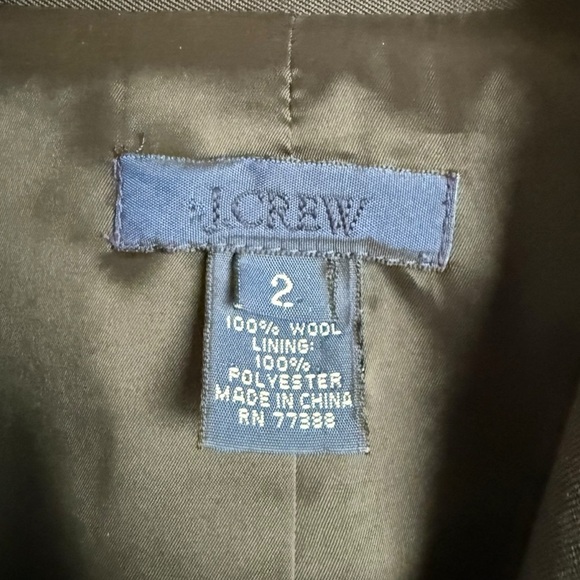 J.CREW
2
100% WOOL
LINING:
100%
POLYESTER
MADE IN CHINA
RN 77388